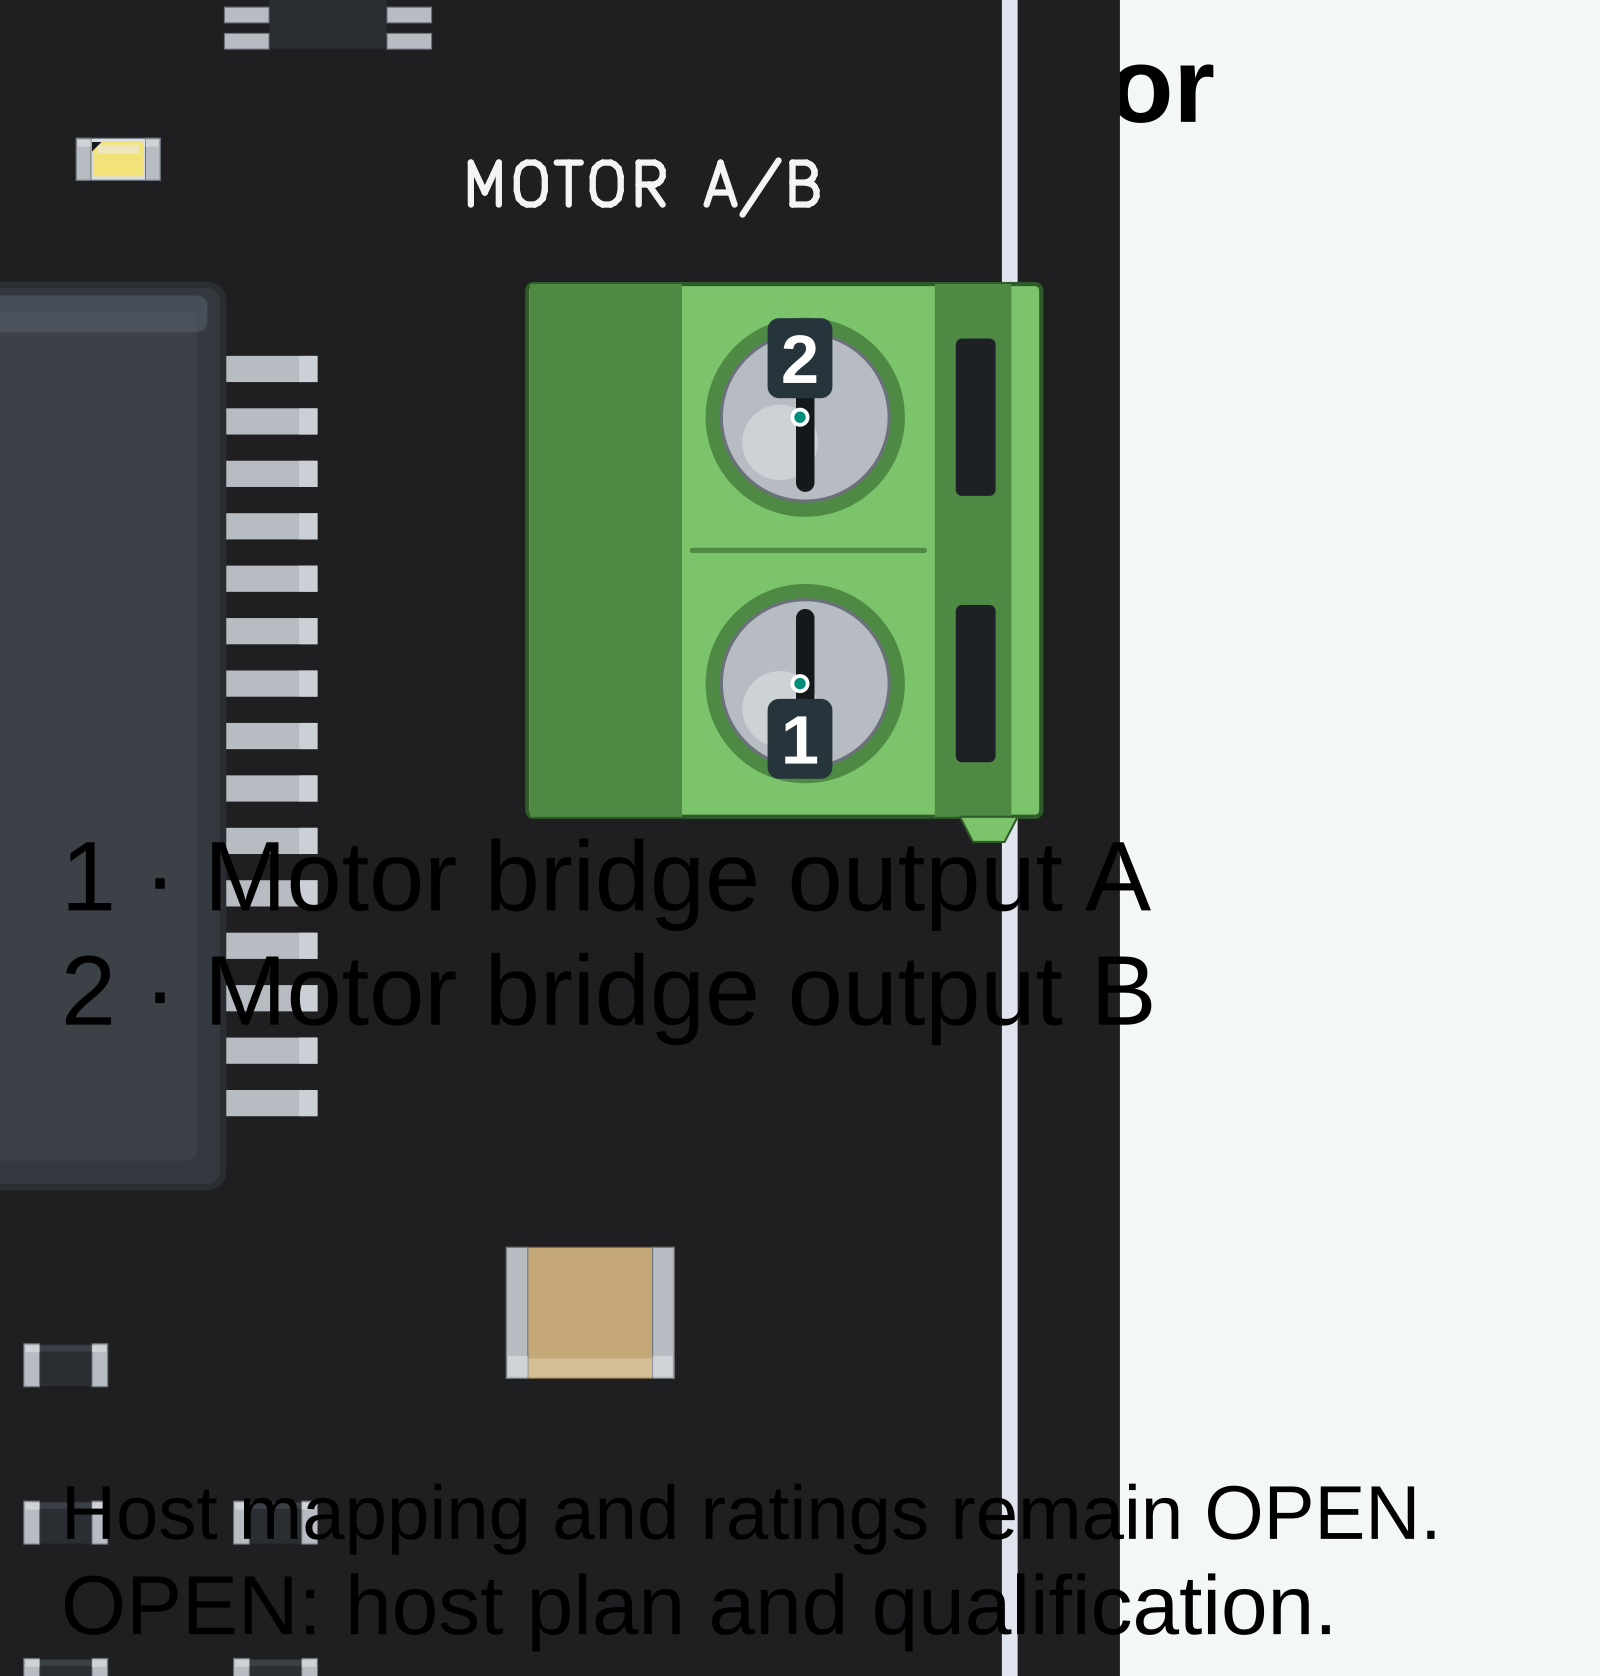 or
MOTOR A/B
2
1
1 · Motor bridge output A
2 · Motor bridge output B
Host mapping and ratings remain OPEN.
OPEN: host plan and qualification.